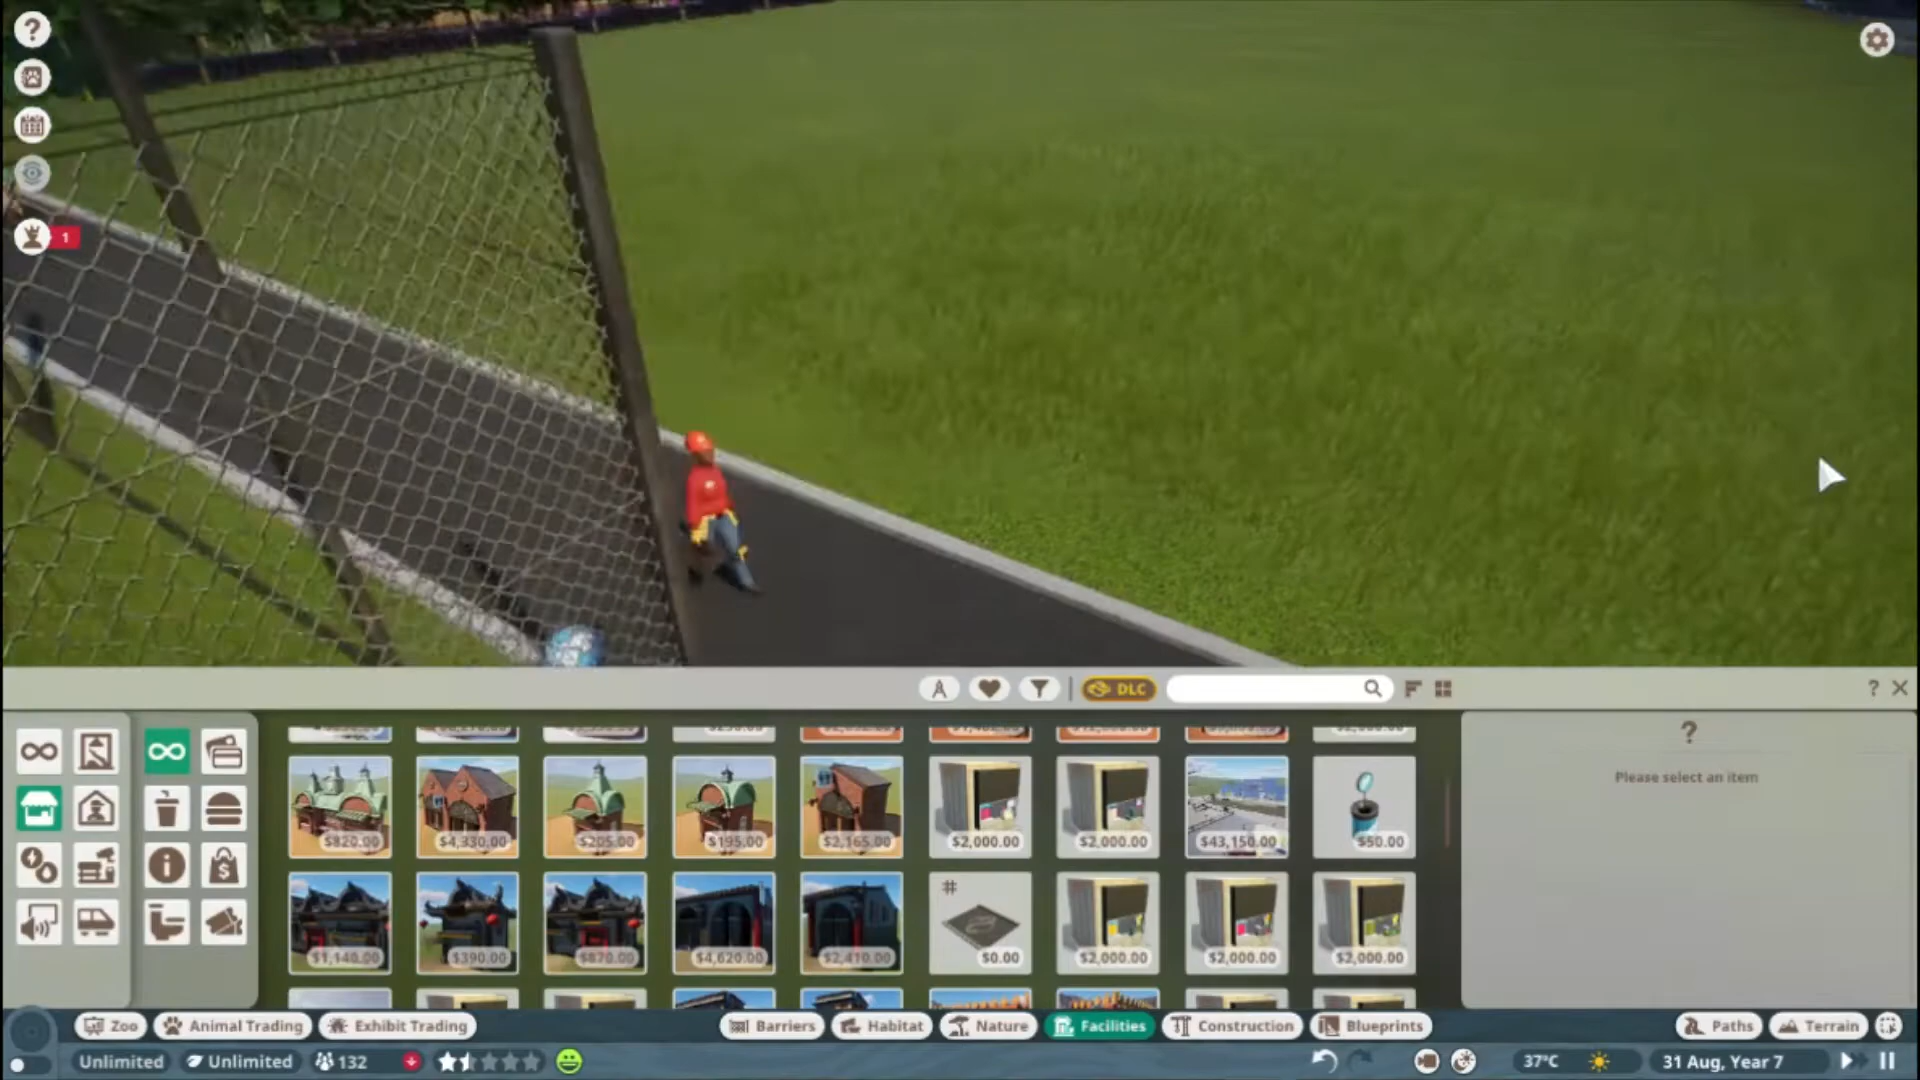 ?
1
DLC
? ×
?
Please select an item
$820.00
$4,330.00
$205.00
$195.00
$2,165.00
$2,000.00
$2,000.00
$43,150.00
$50.00
#
$1,140.00
$390.00
$870.00
$4,620.00
$2,410.00
$0.00
$2,000.00
$2,000.00
$2,000.00
Zoo
Animal Trading
Exhibit Trading
Barriers
Habitat
Nature
Facilities
Construction
Blueprints
Paths
Terrain
Unlimited
Unlimited
132
37°C
31 Aug, Year 7